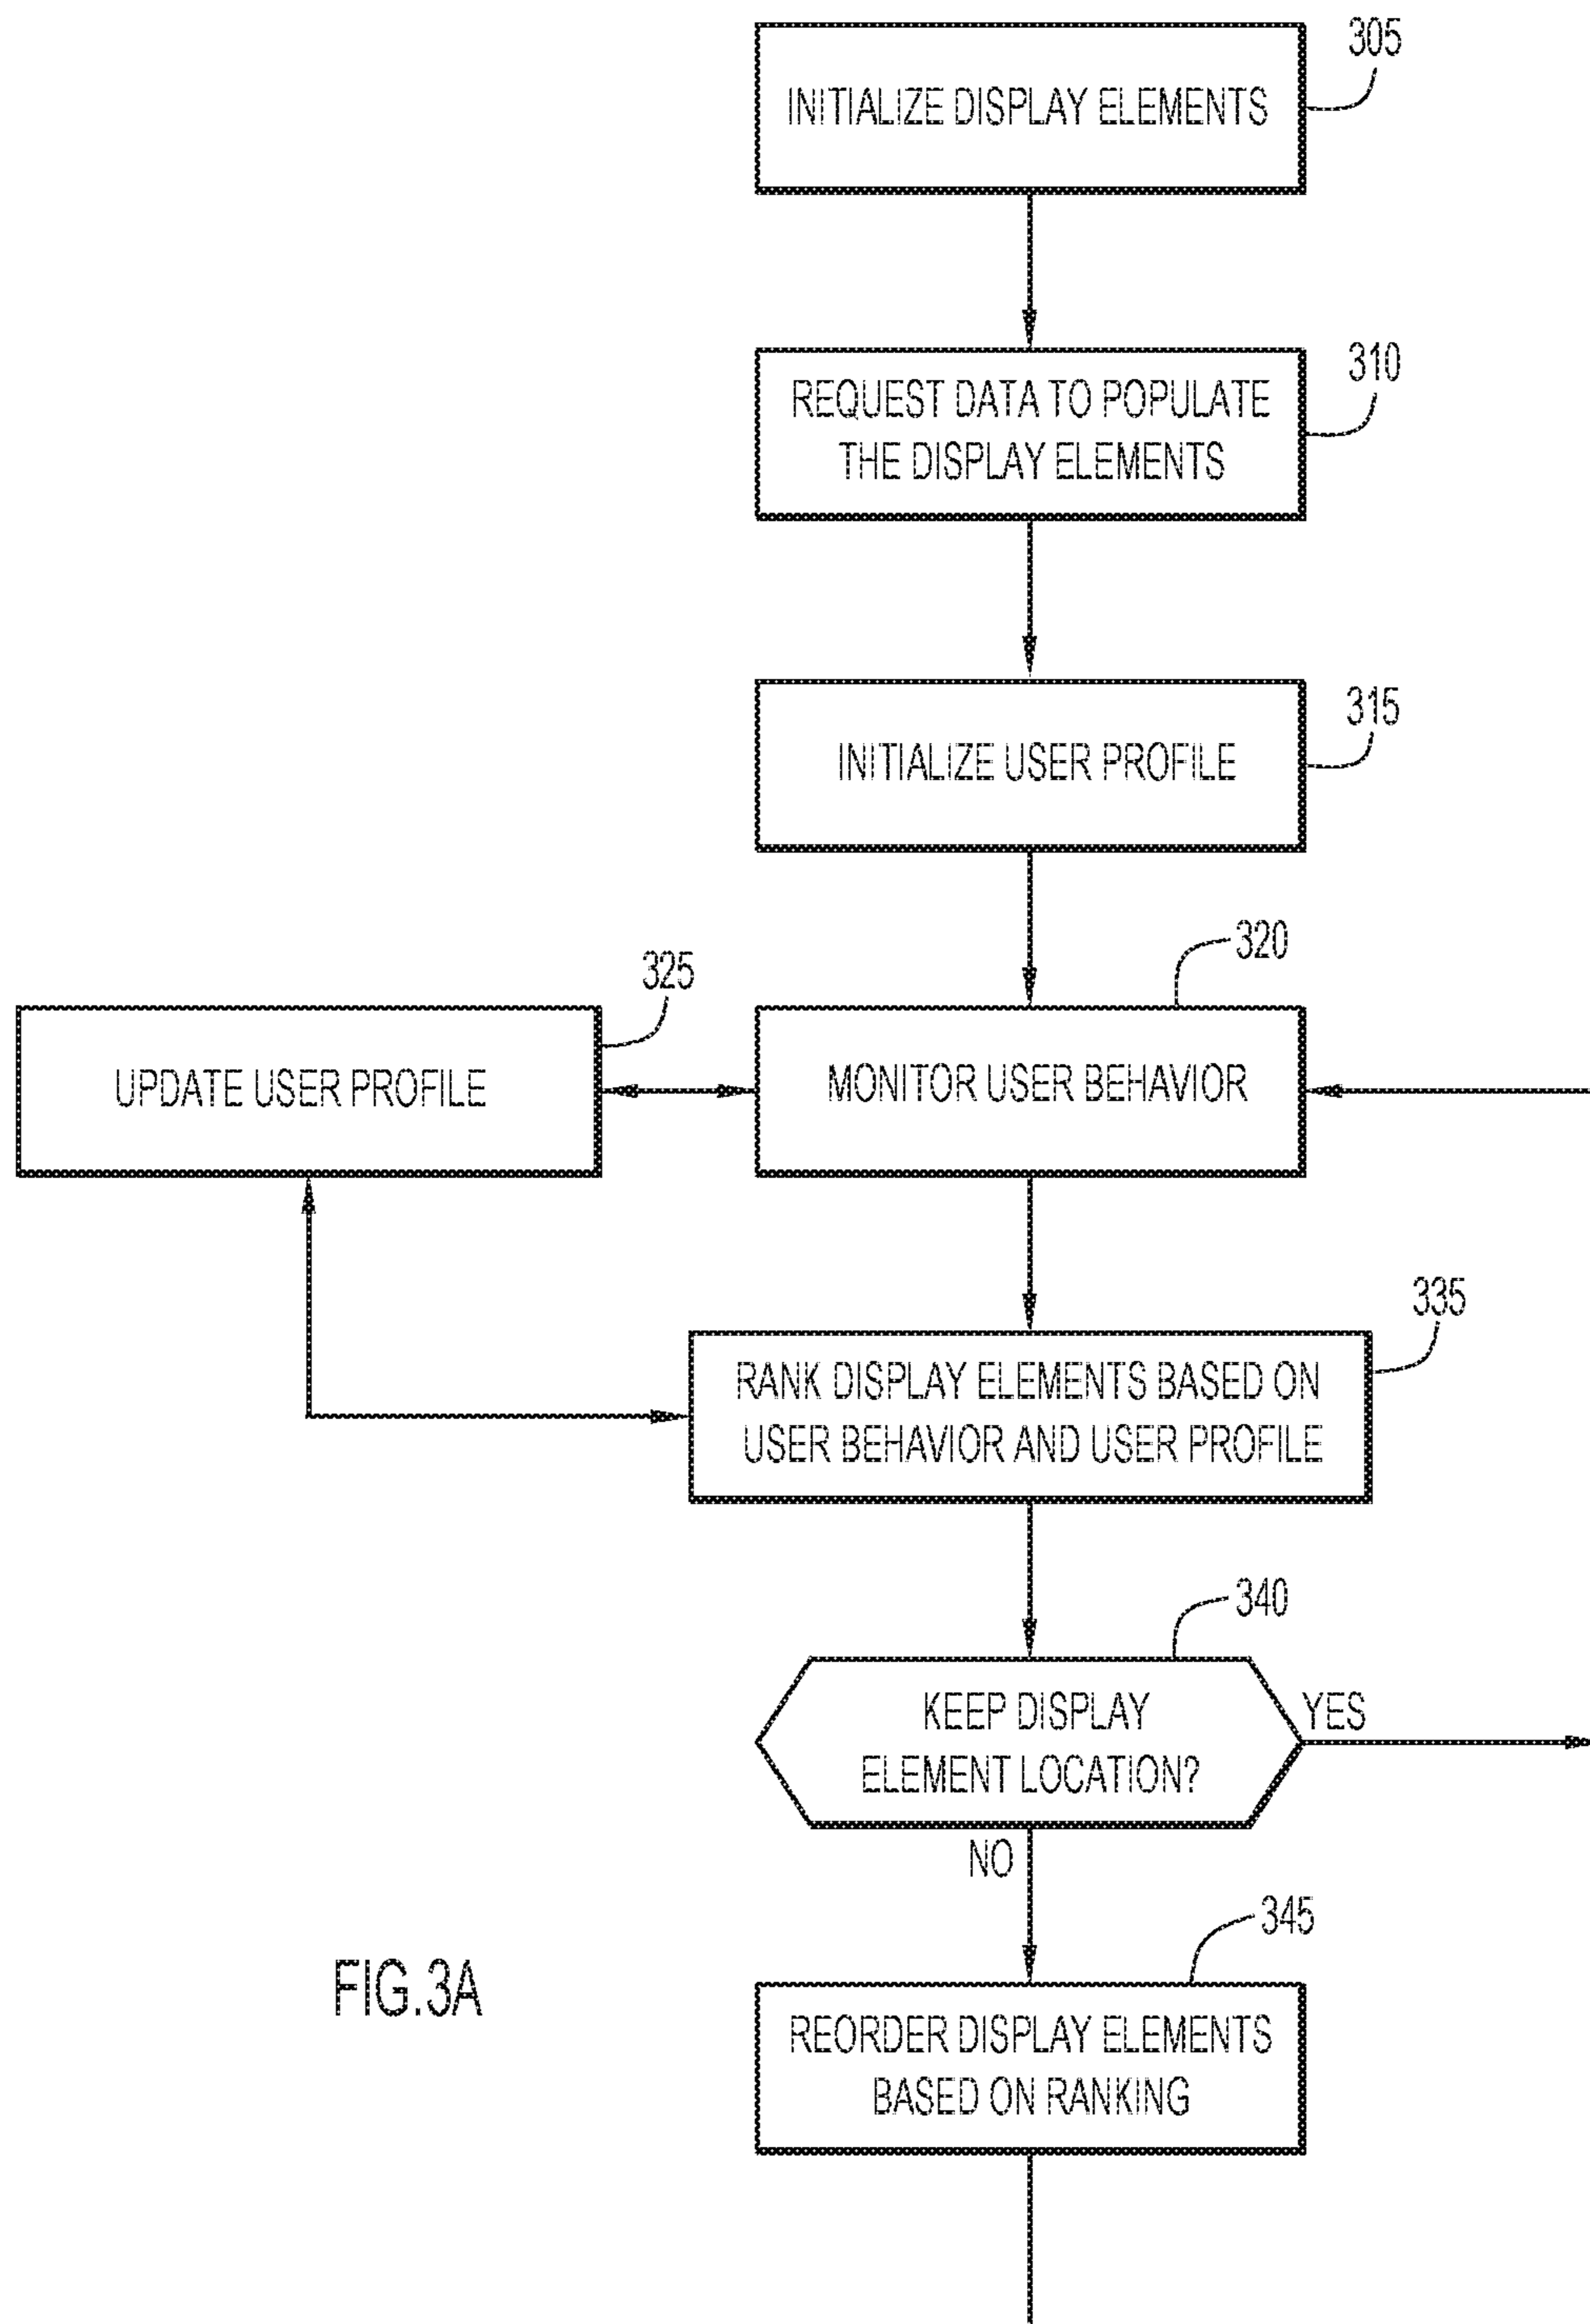 305
INITIALIZE DISPLAY ELEMENTS
310
REQUEST DATA TO POPULATE
THE DISPLAY ELEMENTS
315
INITIALIZE USER PROFILE
320
325
UPDATE USER PROFILE
MONITOR USER BEHAVIOR
335
RANK DISPLAY ELEMENTS BASED ON
USER BEHAVIOR AND USER PROFILE
340
KEEP DISPLAY
ELEMENT LOCATION?
YES
NO
345
REORDER DISPLAY ELEMENTS
BASED ON RANKING
FIG.3A